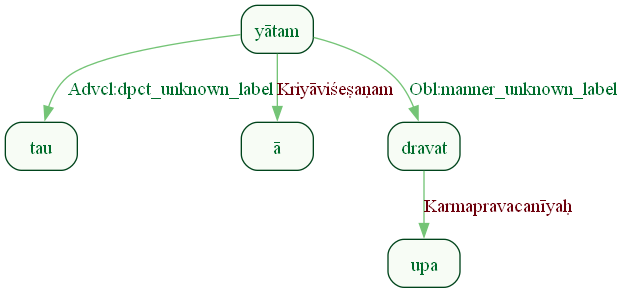 yātam
Advcl:dpct_unknown_label Kriyāviśeṣaṇam Obl:manner_unknown_label
tau ā dravat
Karmapravacanīyaḥ
upa